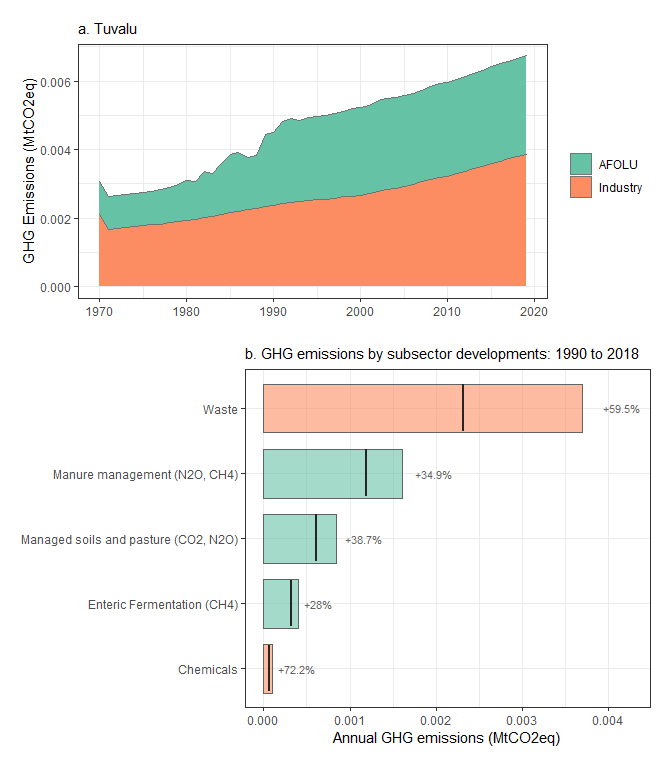 a. Tuvalu
GHG Emissions (MtCO2eq)
0.006
0.004
0.002
0.000
1970 1980 1990 2000 2010 2020
AFOLU
Industry
b. GHG emissions by subsector developments: 1990 to 2018
Waste +59.5%
Manure management (N2O, CH4) +34.9%
Managed soils and pasture (CO2, N2O) +38.7%
Enteric Fermentation (CH4) +28%
Chemicals +72.2%
0.000 0.001 0.002 0.003 0.004
Annual GHG emissions (MtCO2eq)